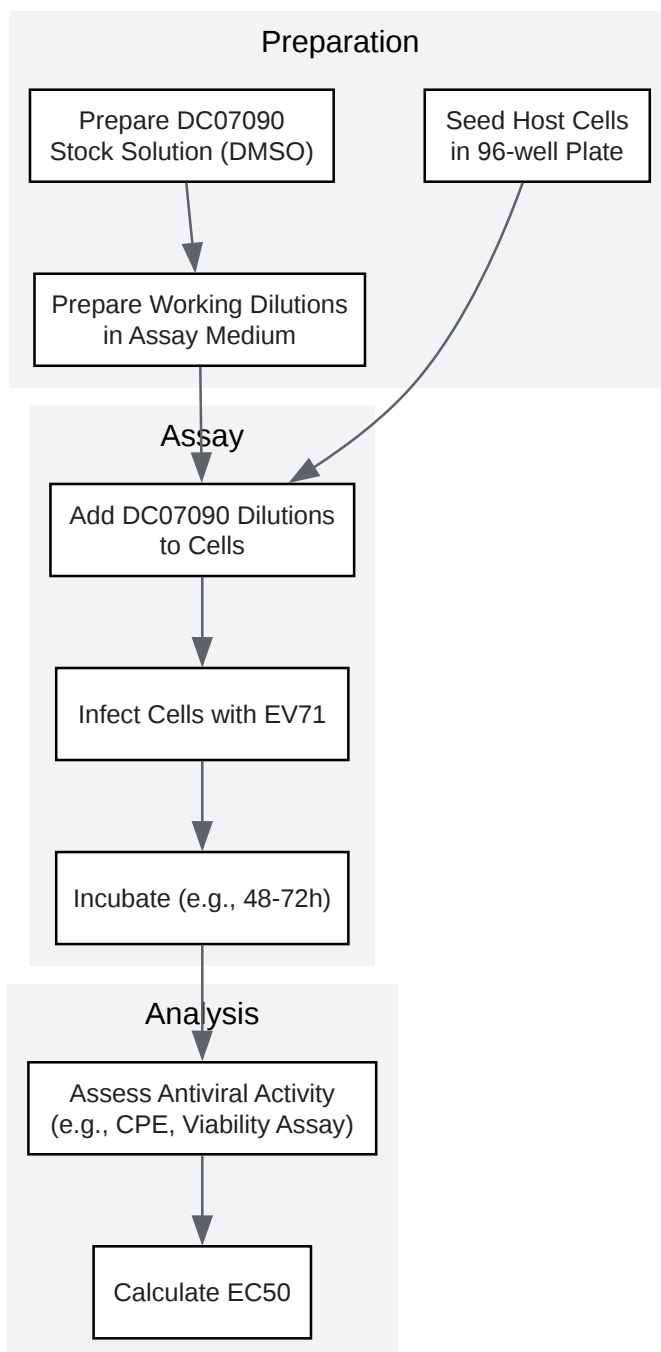 Preparation
Prepare DC07090
Stock Solution (DMSO)
Seed Host Cells
in 96-well Plate
Prepare Working Dilutions
in Assay Medium
Assay
Add DC07090 Dilutions
to Cells
Infect Cells with EV71
Incubate (e.g., 48-72h)
Analysis
Assess Antiviral Activity
(e.g., CPE, Viability Assay)
Calculate EC50